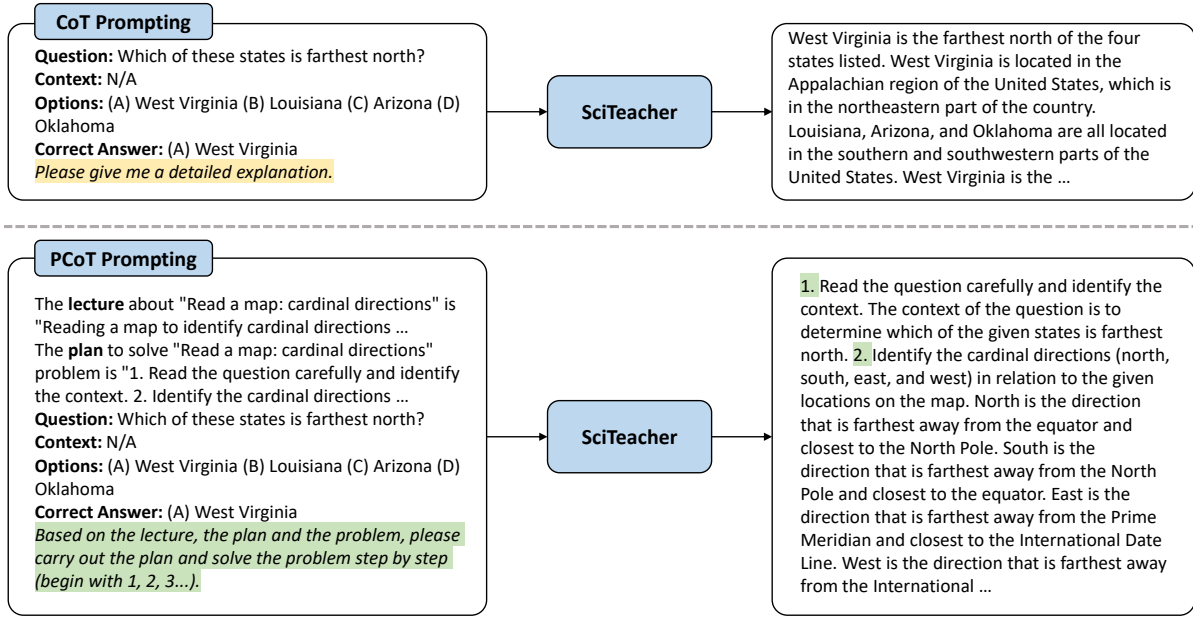 CoT Prompting
Question: Which of these states is farthest north?
Context: N/A
Options: (A) West Virginia (B) Louisiana (C) Arizona (D)
Oklahoma
Correct Answer: (A) West Virginia
Please give me a detailed explanation.
SciTeacher
West Virginia is the farthest north of the four
states listed. West Virginia is located in the
Appalachian region of the United States, which is
in the northeastern part of the country.
Louisiana, Arizona, and Oklahoma are all located
in the southern and southwestern parts of the
United States. West Virginia is the ...
PCoT Prompting
The lecture about "Read a map: cardinal directions" is
"Reading a map to identify cardinal directions ...
The plan to solve "Read a map: cardinal directions"
problem is "1. Read the question carefully and identify
the context. 2. Identify the cardinal directions ...
Question: Which of these states is farthest north?
Context: N/A
Options: (A) West Virginia (B) Louisiana (C) Arizona (D)
Oklahoma
Correct Answer: (A) West Virginia
Based on the lecture, the plan and the problem, please
carry out the plan and solve the problem step by step
(begin with 1, 2, 3...).
SciTeacher
1. Read the question carefully and identify the
context. The context of the question is to
determine which of the given states is farthest
north. 2. Identify the cardinal directions (north,
south, east, and west) in relation to the given
locations on the map. North is the direction
that is farthest away from the equator and
closest to the North Pole. South is the
direction that is farthest away from the North
Pole and closest to the equator. East is the
direction that is farthest away from the Prime
Meridian and closest to the International Date
Line. West is the direction that is farthest away
from the International ...